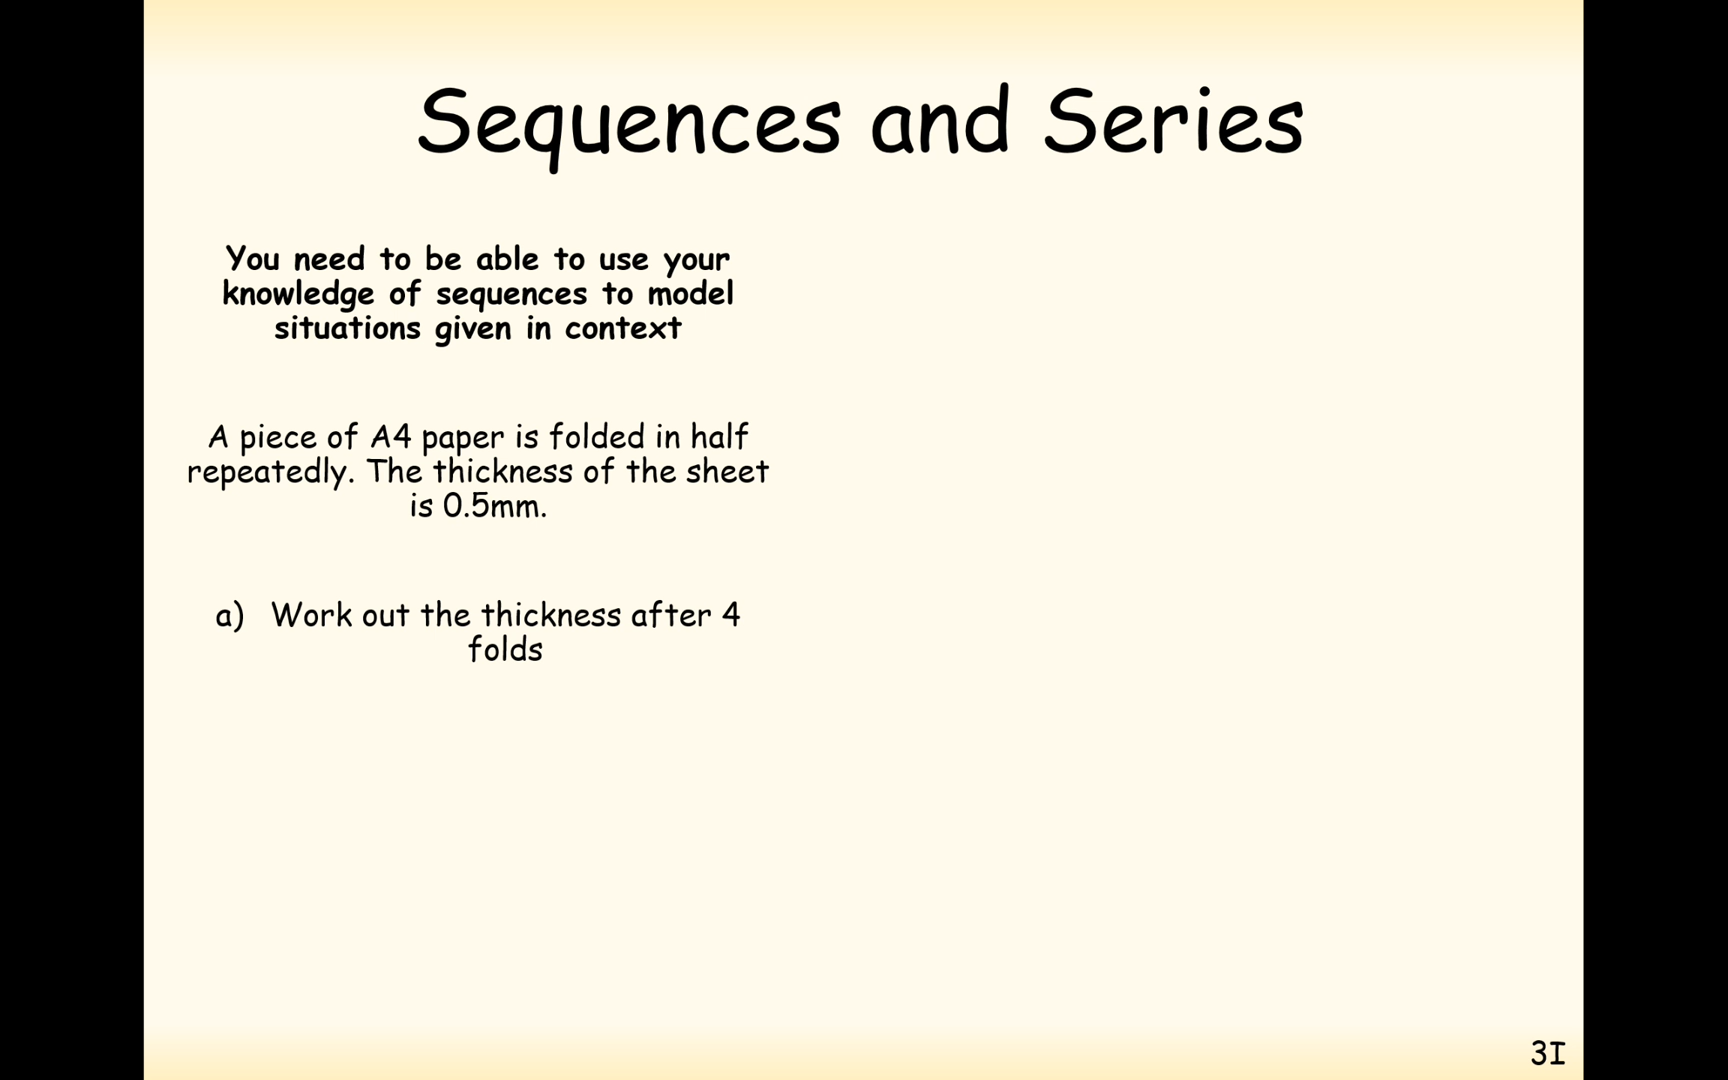 Sequences and Series
You need to be able to use your
knowledge of sequences to model
situations given in context
A piece of A4 paper is folded in half
repeatedly. The thickness of the sheet
is 0.5mm.
a) Work out the thickness after 4
folds
3I